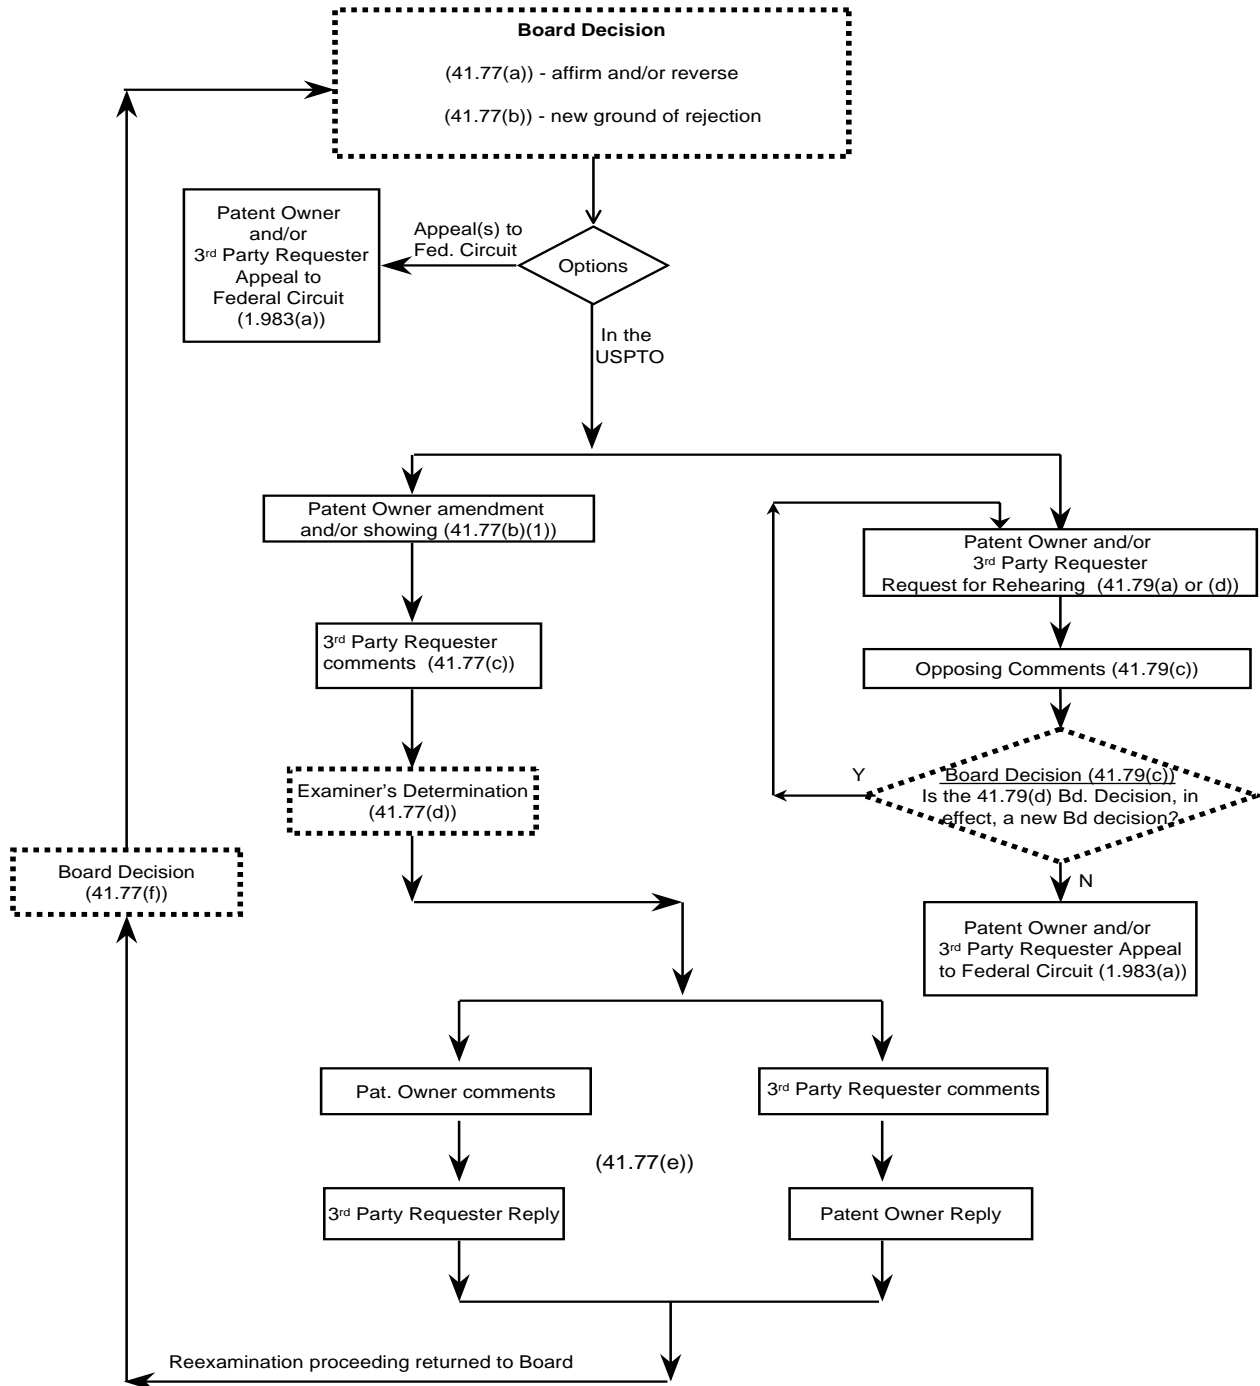 Board Decision
(41.77(a)) - affirm and/or reverse
(41.77(b)) - new ground of rejection
Patent Owner
and/or
3rd Party Requester
Appeal to
Federal Circuit
(1.983(a))
Appeal(s) to
Fed. Circuit
Options
In the
USPTO
Patent Owner amendment
and/or showing (41.77(b)(1))
Patent Owner and/or
3rd Party Requester
Request for Rehearing (41.79(a) or (d))
3rd Party Requester
comments (41.77(c))
Opposing Comments (41.79(c))
Examiner's Determination
(41.77(d))
Y
Board Decision (41.79(c))
Is the 41.79(d) Bd. Decision, in
effect, a new Bd decision?
N
Board Decision
(41.77(f))
Patent Owner and/or
3rd Party Requester Appeal
to Federal Circuit (1.983(a))
Pat. Owner comments
3rd Party Requester comments
(41.77(e))
3rd Party Requester Reply
Patent Owner Reply
Reexamination proceeding returned to Board